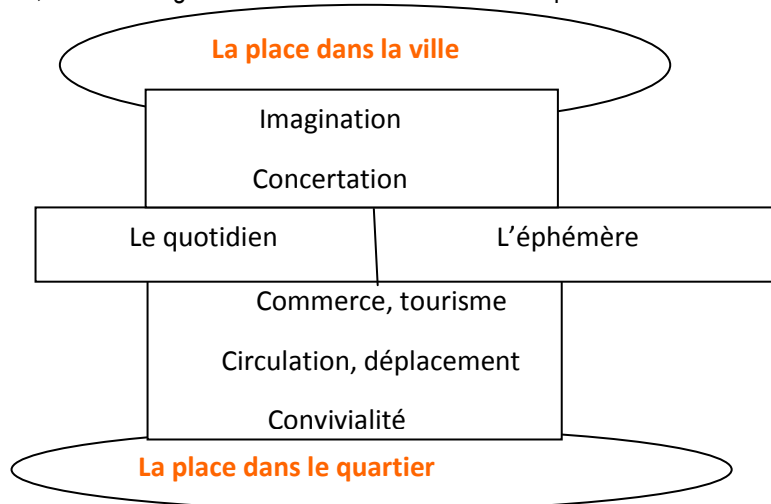 La place dans la ville
Imagination
Concertation
Le quotidien
L'éphémère
Commerce, tourisme
Circulation, déplacement
Convivialité
La place dans le quartier